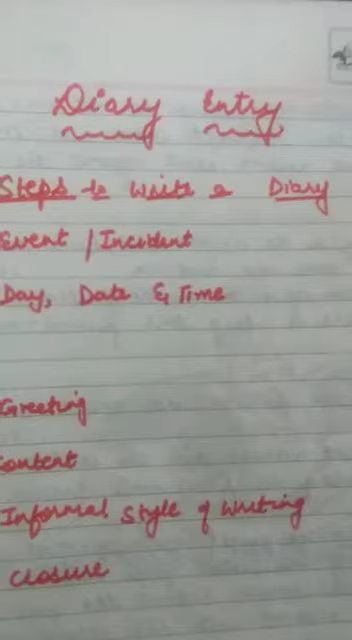 Diary Entry
Steps to write a Diary
Event / Incident
Day, Date & Time
Greeting
Content
Informal Style of writing
Closure